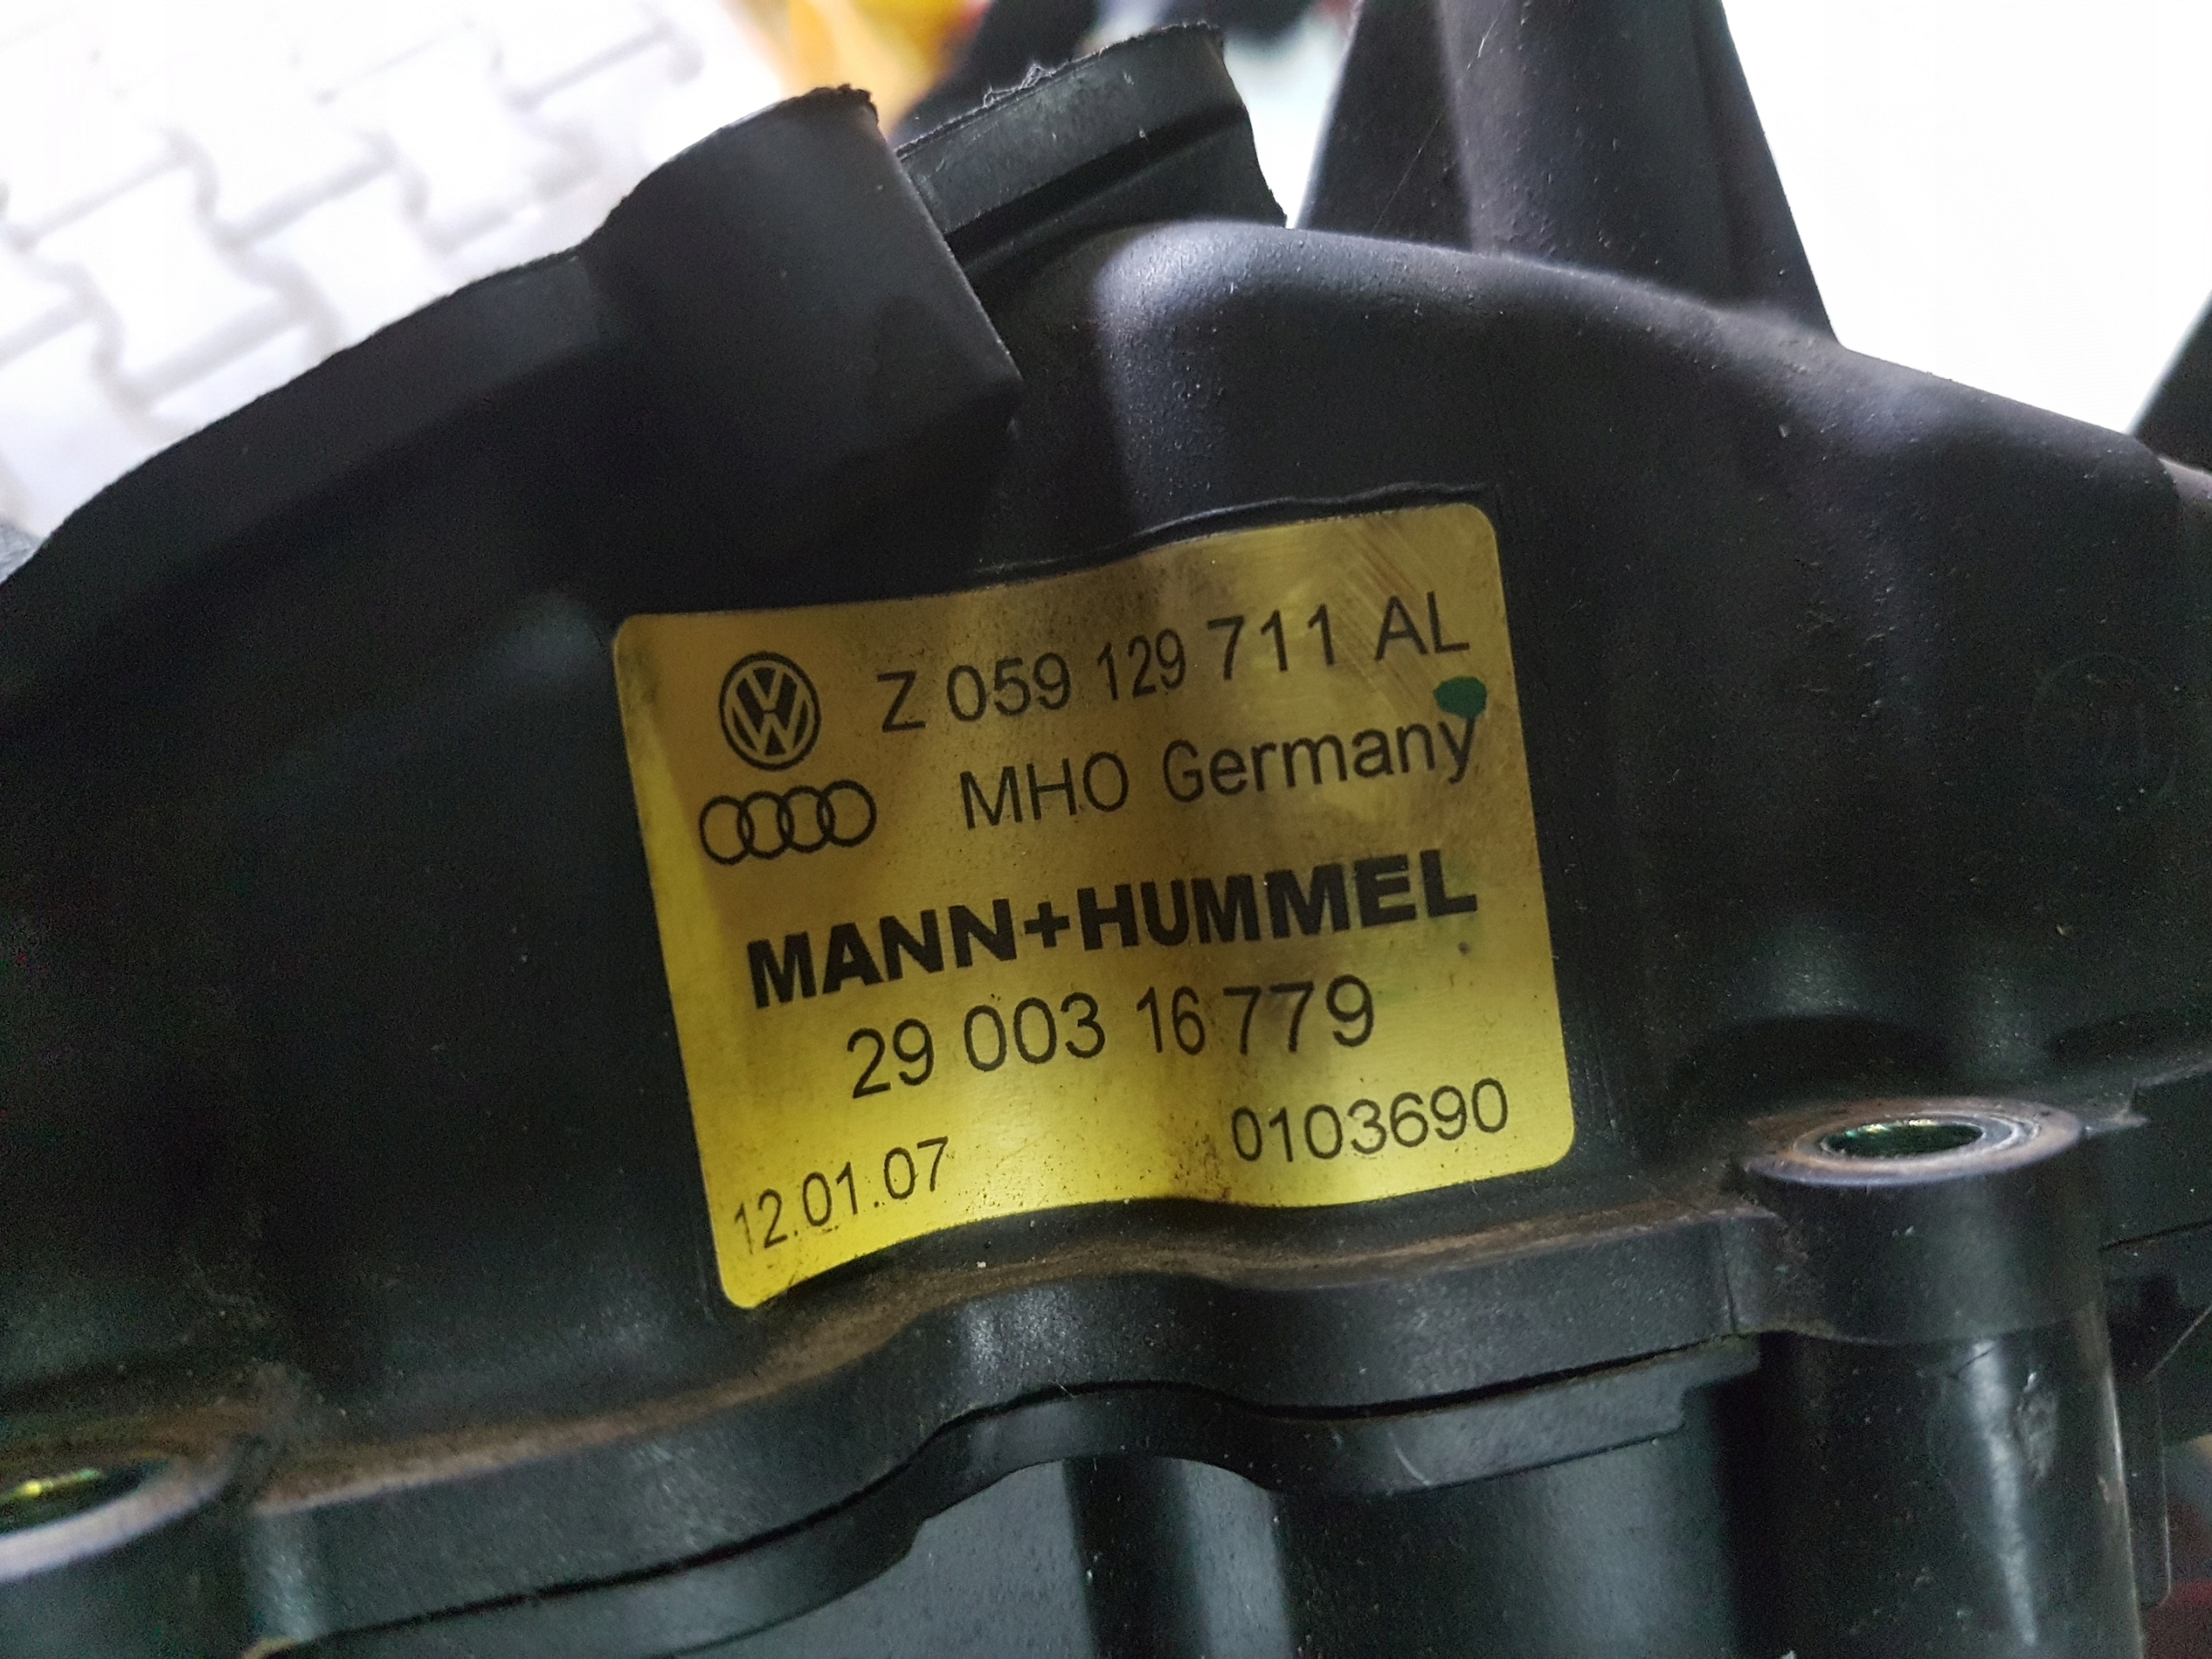 Z 059 129 711 AL
MHO Germany
MANN+HUMMEL
29 003 16 779
12.01.07 0103690